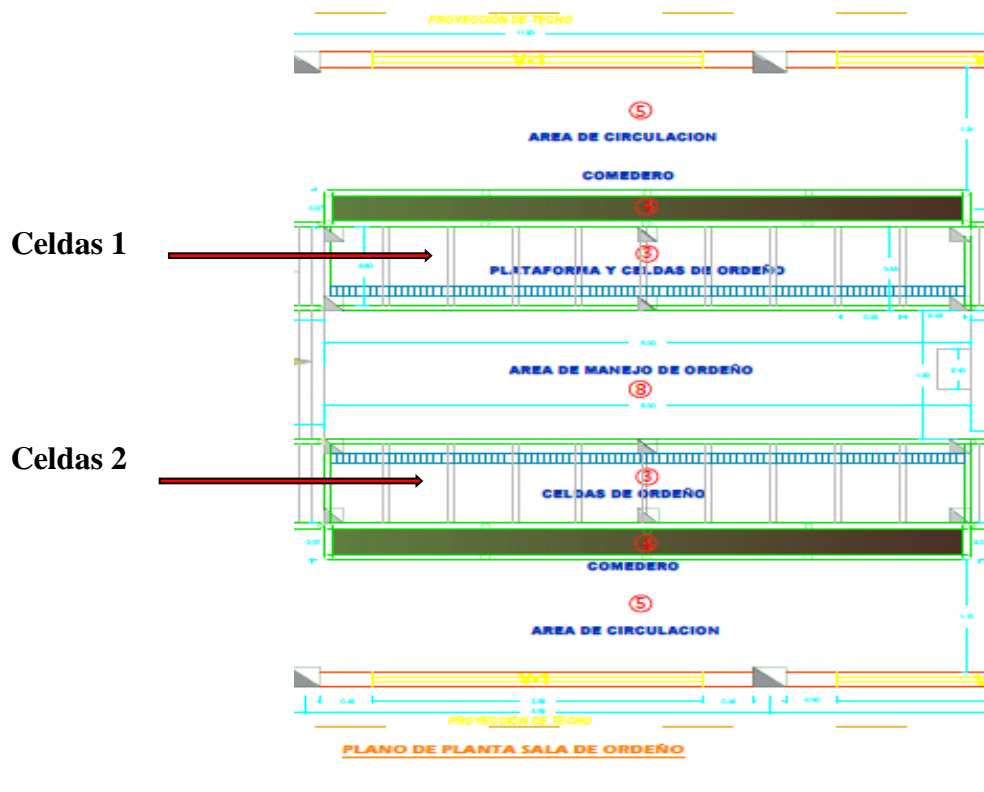 PROYECCIÓN DE TECHO
11.80
V-1
⑤
AREA DE CIRCULACION
COMEDERO
④
Celdas 1
③
PLATAFORMA Y CELDAS DE ORDEÑO
AREA DE MANEJO DE ORDEÑO
⑧
Celdas 2
③
CELDAS DE ORDEÑO
④
COMEDERO
⑤
AREA DE CIRCULACION
V-1
PROYECCIÓN DE TECHO
PLANO DE PLANTA SALA DE ORDEÑO